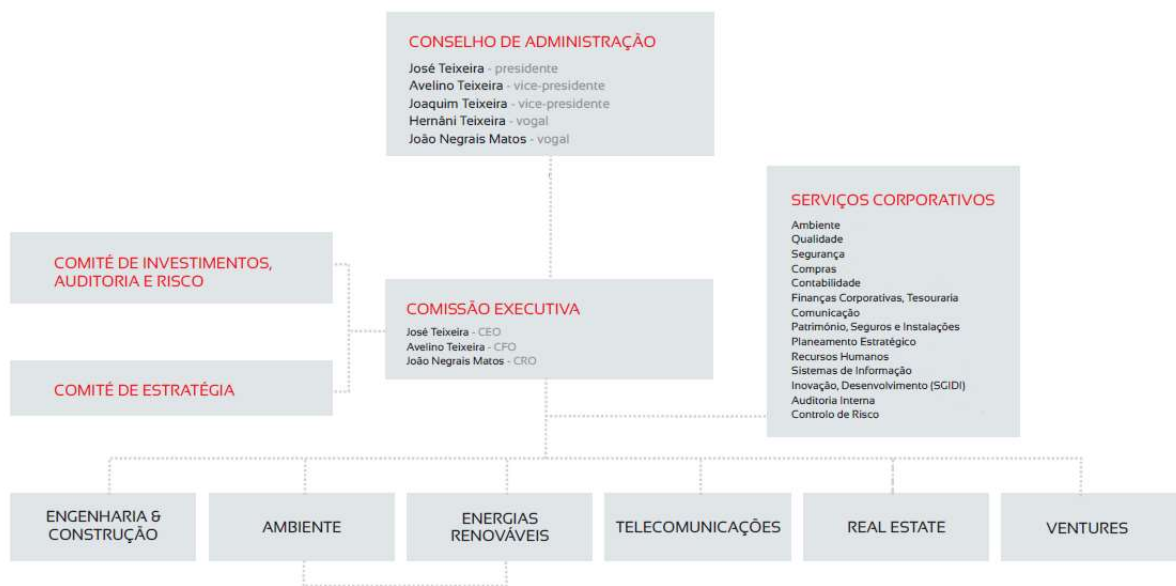 CONSELHO DE ADMINISTRAÇÃO
José Teixeira - presidente
Avelino Teixeira - vice-presidente
Joaquim Teixeira - vice-presidente
Hernâni Teixeira - vogal
João Negrais Matos - vogal
SERVIÇOS CORPORATIVOS
Ambiente
Qualidade
Segurança
Compras
Contabilidade
Finanças Corporativas, Tesouraria
Comunicação
Património, Seguros e Instalações
Planeamento Estratégico
Recursos Humanos
Sistemas de Informação
Inovação, Desenvolvimento (SGIDI)
Auditoria Interna
Controlo de Risco
COMITÉ DE INVESTIMENTOS,
AUDITORIA E RISCO
COMISSÃO EXECUTIVA
José Teixeira - CEO
Avelino Teixeira - CFO
João Negrais Matos - CRO
COMITÉ DE ESTRATÉGIA
ENGENHARIA &
CONSTRUÇÃO
AMBIENTE
ENERGIAS
RENOVÁVEIS
TELECOMUNICAÇÕES
REAL ESTATE
VENTURES